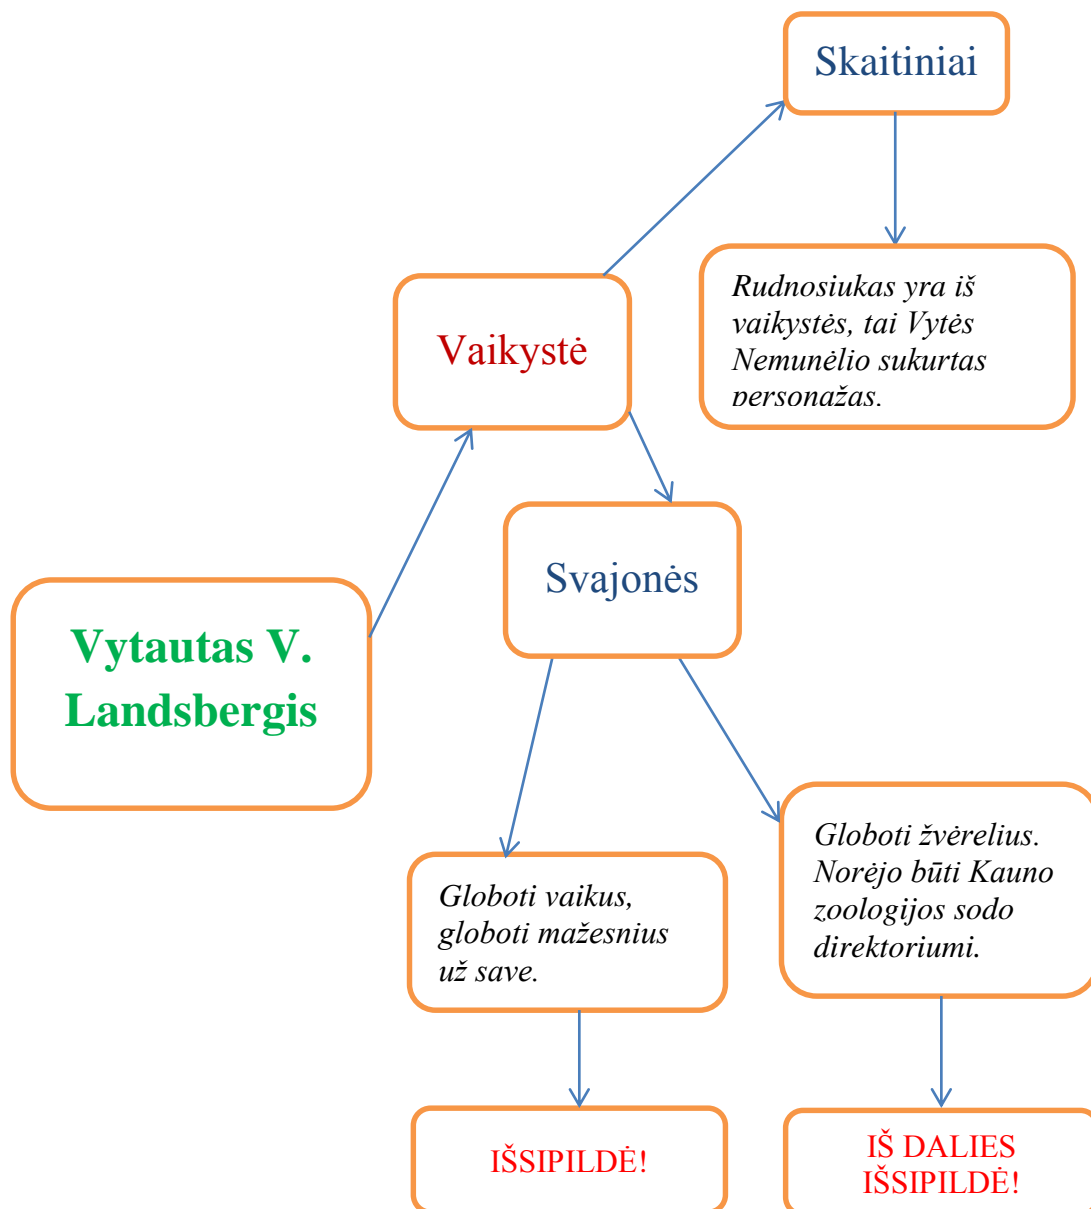 Skaitiniai
Rudnosiukas yra iš
vaikystės, tai Vytės
Nemunėlio sukurtas
personažas.
Vaikystė
Svajonės
Vytautas V.
Landsbergis
Globoti vaikus,
globoti mažesnius
už save.
Globoti žvėrelius.
Norėjo būti Kauno
zoologijos sodo
direktoriumi.
IŠSIPILDĖ!
IŠ DALIES
IŠSIPILDĖ!